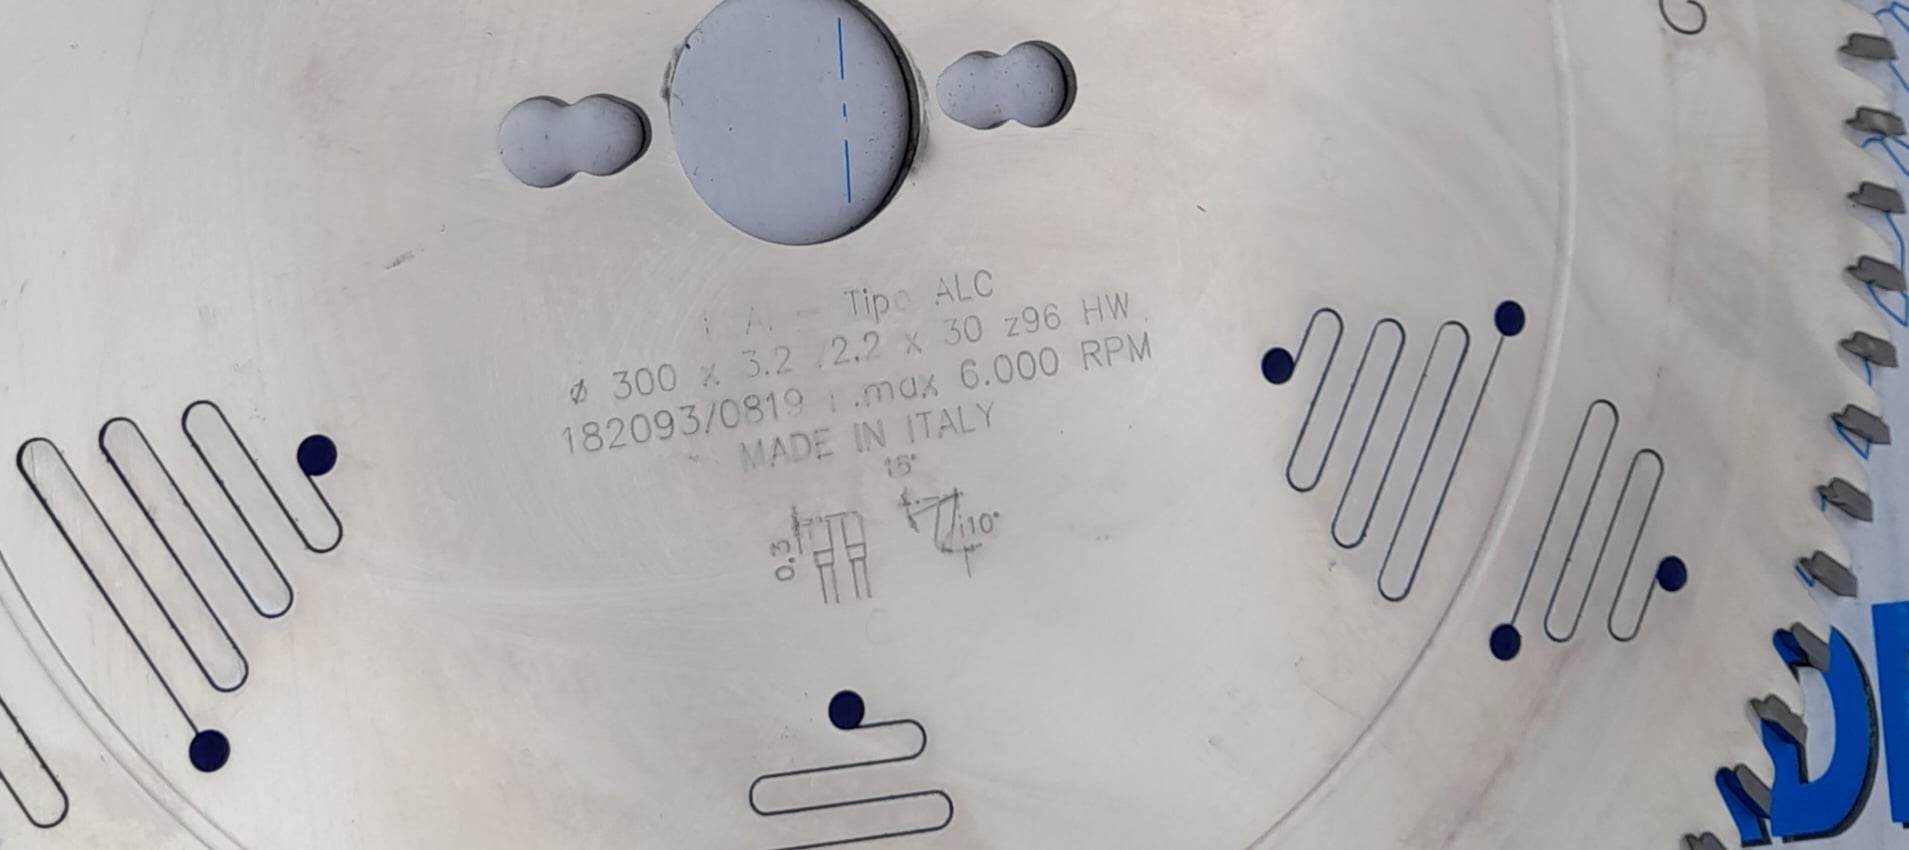 Tipo ALC
Ø 300 x 3.2 /2.2 x 30 z96 HW
182093/0819 n.max 6.000 RPM
MADE IN ITALY
15°
10°
0.3